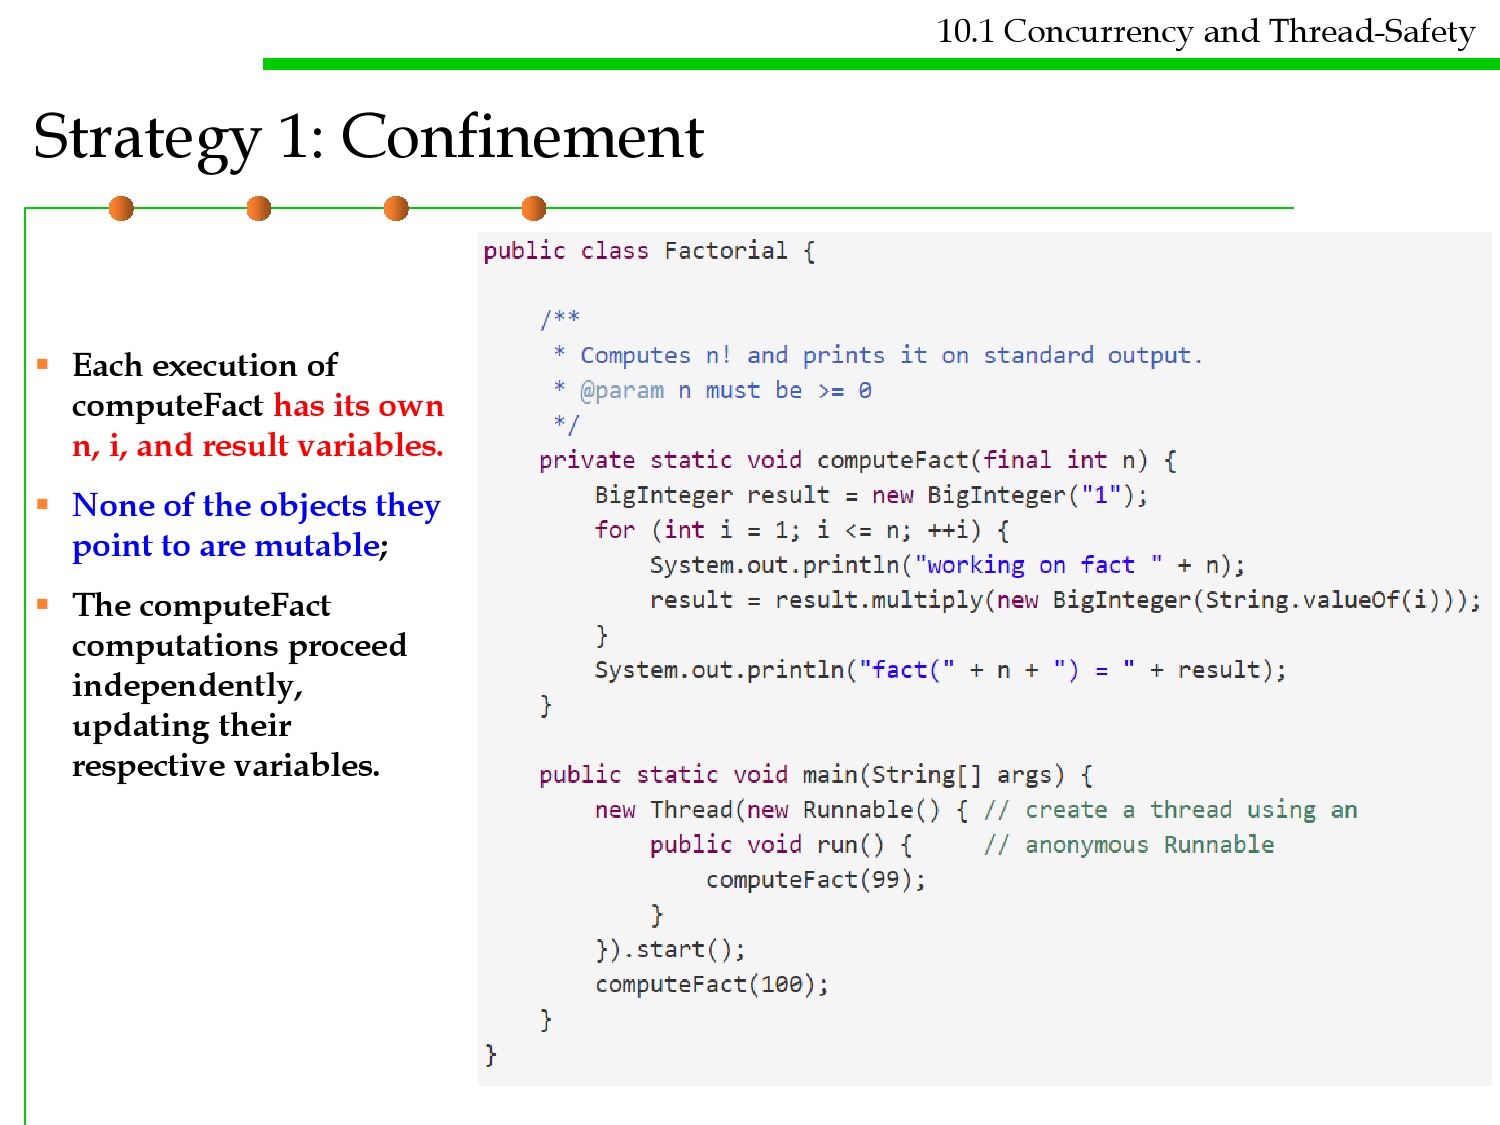 10.1 Concurrency and Thread-Safety
Strategy 1: Confinement
▪ Each execution of
computeFact has its own
n, i, and result variables.
▪ None of the objects they
point to are mutable;
▪ The computeFact
computations proceed
independently,
updating their
respective variables.
public class Factorial {
    /**
     * Computes n! and prints it on standard output.
     * @param n must be >= 0
     */
    private static void computeFact(final int n) {
        BigInteger result = new BigInteger("1");
        for (int i = 1; i <= n; ++i) {
            System.out.println("working on fact " + n);
            result = result.multiply(new BigInteger(String.valueOf(i)));
        }
        System.out.println("fact(" + n + ") = " + result);
    }
    public static void main(String[] args) {
        new Thread(new Runnable() { // create a thread using an
            public void run() {     // anonymous Runnable
                computeFact(99);
            }
        }).start();
        computeFact(100);
    }
}